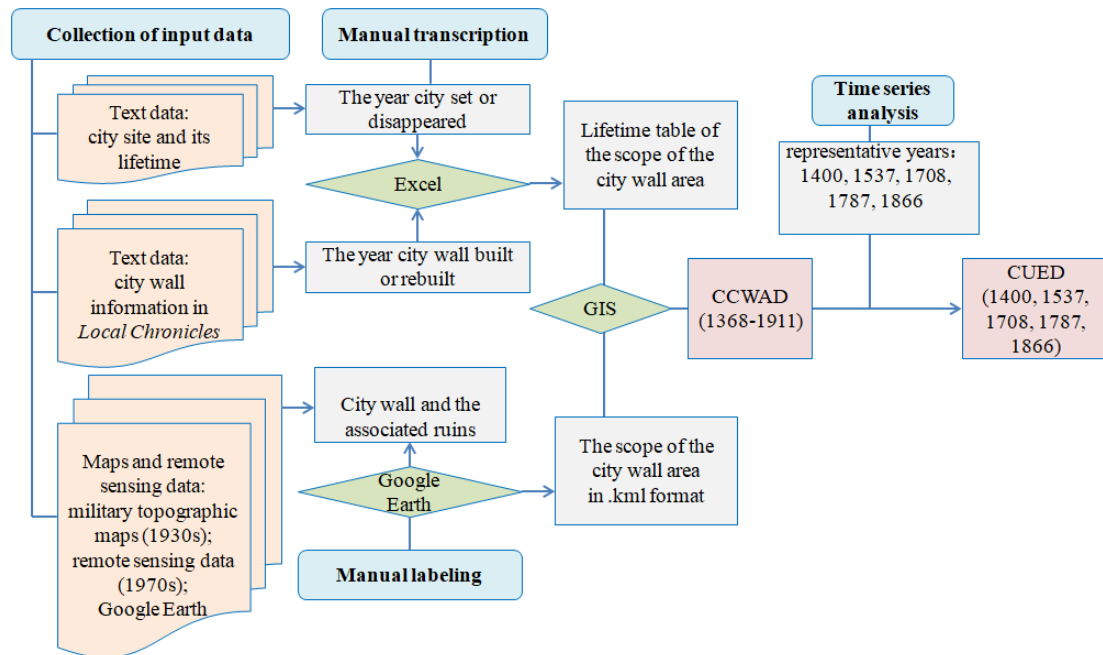 Collection of input data
Manual transcription
Text data:
city site and its
lifetime
The year city set or
disappeared
Excel
Text data:
city wall
information in
Local Chronicles
The year city wall built
or rebuilt
Lifetime table of
the scope of the
city wall area
Time series
analysis
representative years：
1400, 1537, 1708,
1787, 1866
GIS
CCWAD
(1368-1911)
CUED
(1400, 1537,
1708, 1787,
1866)
Maps and remote
sensing data:
military topographic
maps (1930s);
remote sensing data
(1970s);
Google Earth
City wall and the
associated ruins
Google
Earth
Manual labeling
The scope of the
city wall area
in .kml format